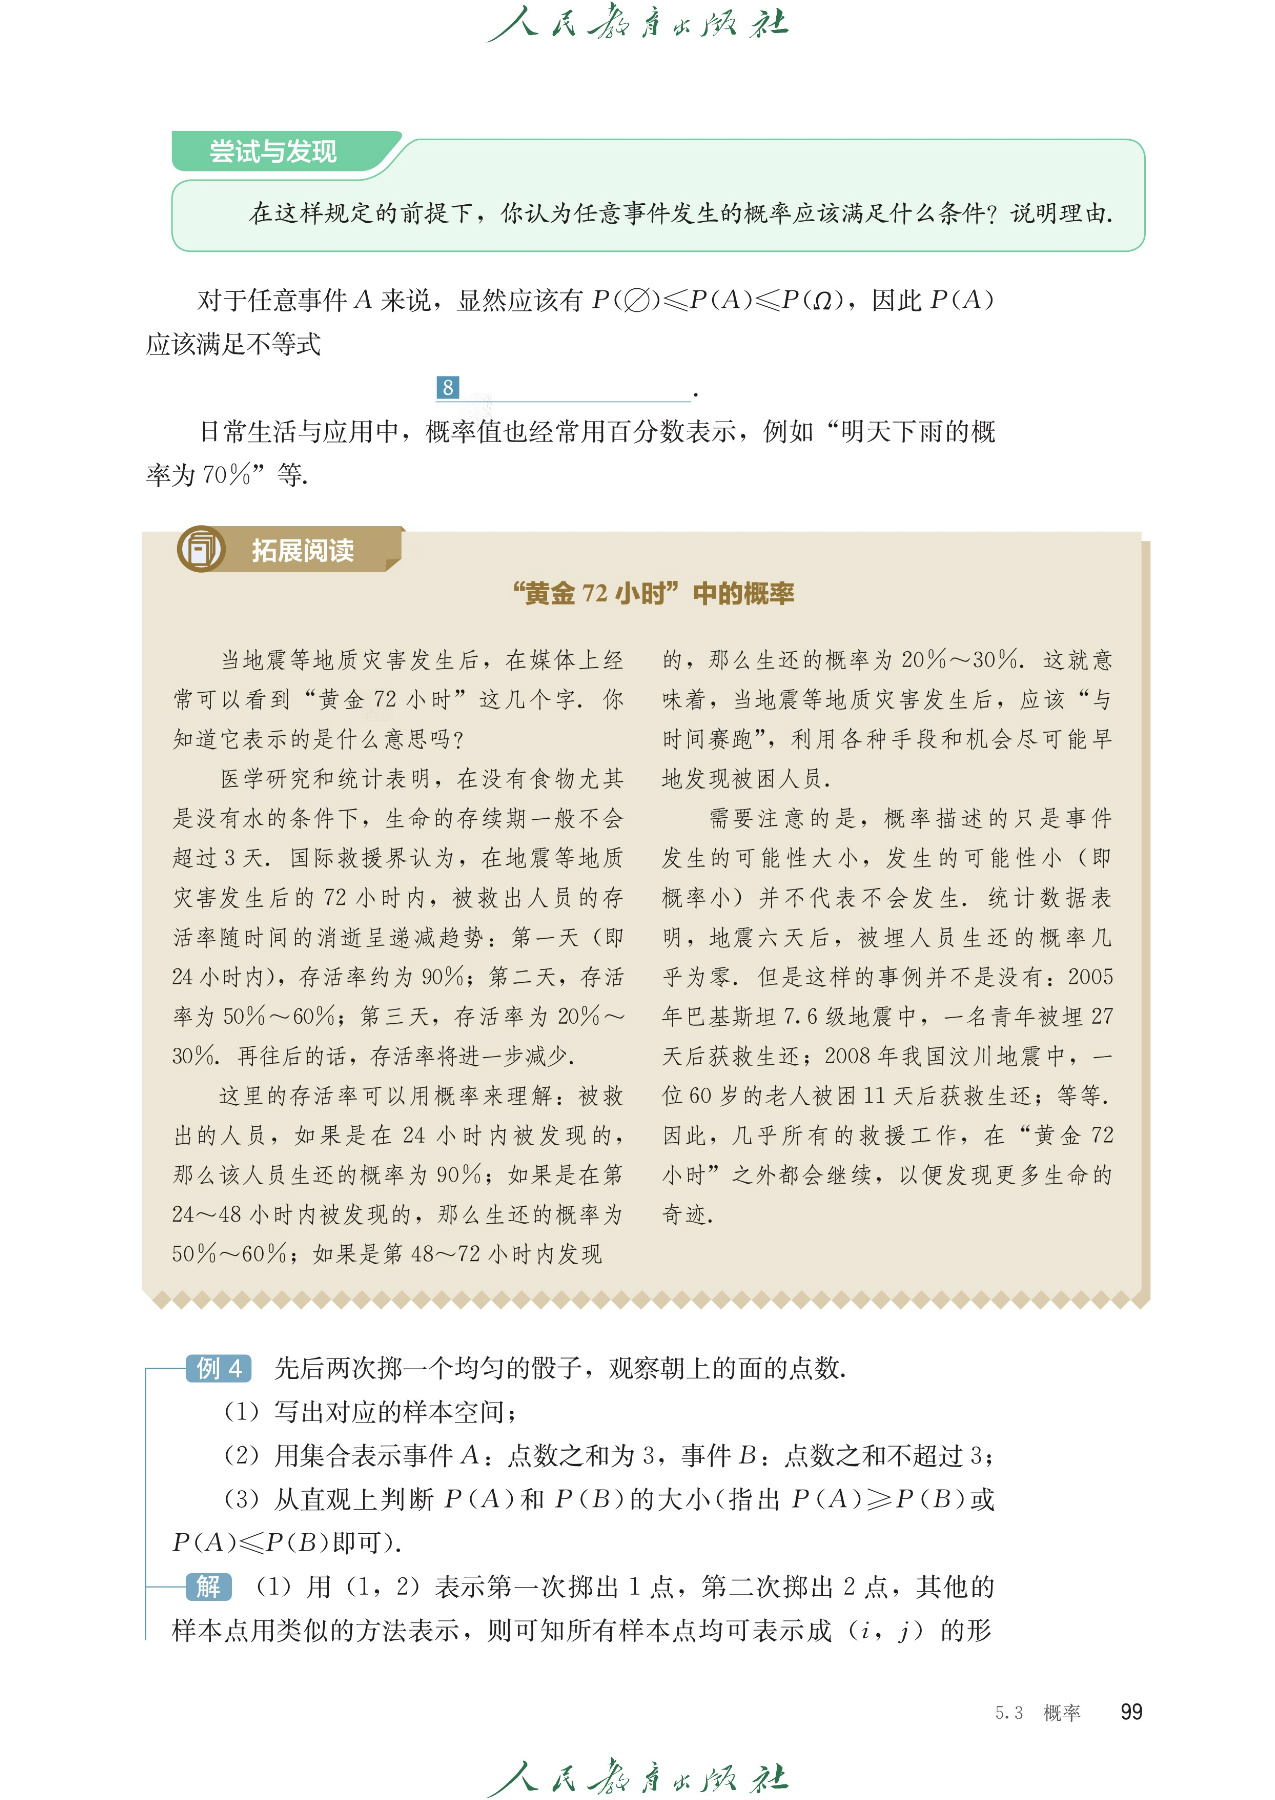 人民教育出版社
尝试与发现
在这样规定的前提下，你认为任意事件发生的概率应该满足什么条件？说明理由.
对于任意事件 A 来说，显然应该有 P(∅)≤P(A)≤P(Ω)，因此 P(A)
应该满足不等式
8 ____________________.
日常生活与应用中，概率值也经常用百分数表示，例如“明天下雨的概
率为 70%”等.
拓展阅读
“黄金 72 小时”中的概率
当地震等地质灾害发生后，在媒体上经
常可以看到“黄金 72 小时”这几个字. 你
知道它表示的是什么意思吗？
医学研究和统计表明，在没有食物尤其
是没有水的条件下，生命的存续期一般不会
超过 3 天. 国际救援界认为，在地震等地质
灾害发生后的 72 小时内，被救出人员的存
活率随时间的消逝呈递减趋势：第一天（即
24 小时内），存活率约为 90%；第二天，存活
率为 50%～60%；第三天，存活率为 20%～
30%. 再往后的话，存活率将进一步减少.
这里的存活率可以用概率来理解：被救
出的人员，如果是在 24 小时内被发现的，
那么该人员生还的概率为 90%；如果是在第
24～48 小时内被发现的，那么生还的概率为
50%～60%；如果是第 48～72 小时内发现
的，那么生还的概率为 20%～30%. 这就意
味着，当地震等地质灾害发生后，应该“与
时间赛跑”，利用各种手段和机会尽可能早
地发现被困人员.
需要注意的是，概率描述的只是事件
发生的可能性大小，发生的可能性小（即
概率小）并不代表不会发生. 统计数据表
明，地震六天后，被埋人员生还的概率几
乎为零. 但是这样的事例并不是没有：2005
年巴基斯坦 7.6 级地震中，一名青年被埋 27
天后获救生还；2008 年我国汶川地震中，一
位 60 岁的老人被困 11 天后获救生还；等等.
因此，几乎所有的救援工作，在“黄金 72
小时”之外都会继续，以便发现更多生命的
奇迹.
例 4 先后两次掷一个均匀的骰子，观察朝上的面的点数.
（1）写出对应的样本空间；
（2）用集合表示事件 A：点数之和为 3，事件 B：点数之和不超过 3；
（3）从直观上判断 P(A)和 P(B)的大小(指出 P(A)≥P(B)或
P(A)≤P(B)即可).
解 （1）用（1，2）表示第一次掷出 1 点，第二次掷出 2 点，其他的
样本点用类似的方法表示，则可知所有样本点均可表示成（i，j）的形
5.3 概率 99
人民教育出版社